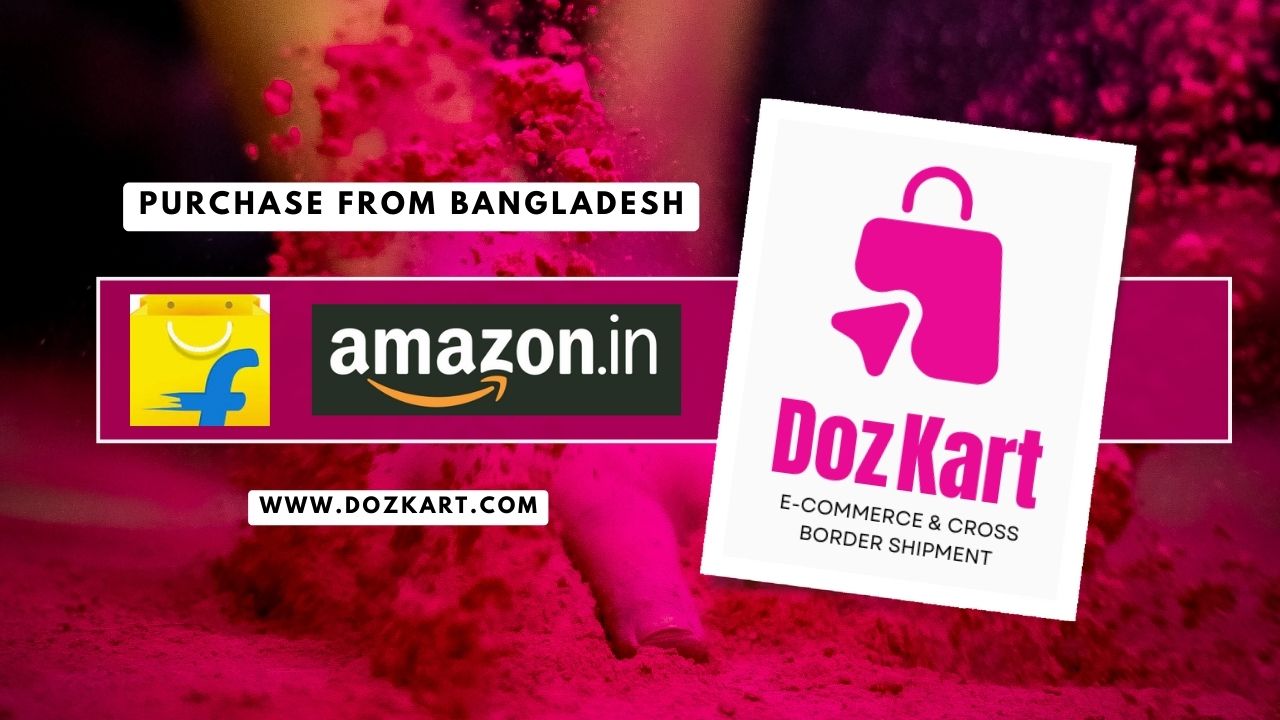 PURCHASE FROM BANGLADESH
f
amazon.in
WWW.DOZKART.COM
DozKart
E-COMMERCE & CROSS
BORDER SHIPMENT